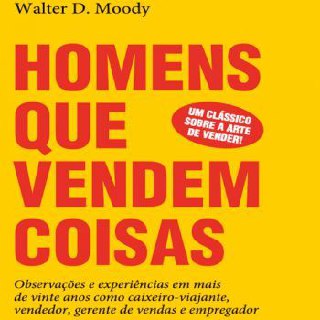 Walter D. Moody
HOMENS
QUE
VENDEM
COISAS
UM CLÁSSICO
SOBRE A ARTE
DE VENDER!
Observações e experiências em mais
de vinte anos como caixeiro-viajante,
vendedor, gerente de vendas e empregador